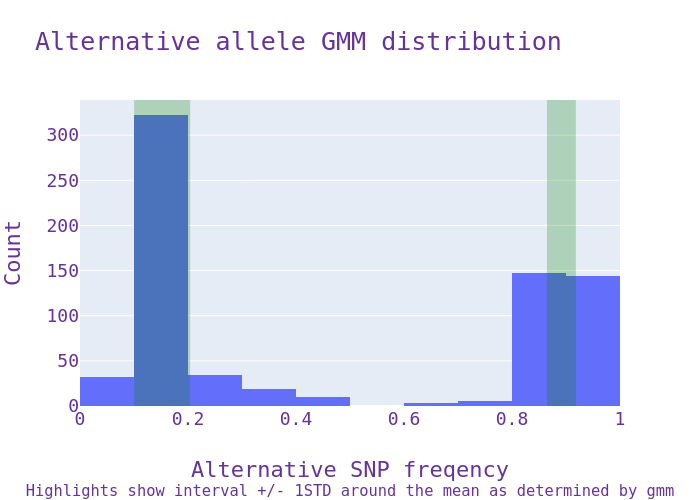 Alternative allele GMM distribution
300
250
200
150
100
50
0
Count
0 0.2 0.4 0.6 0.8 1
Alternative SNP freqency
Highlights show interval +/- 1STD around the mean as determined by gmm